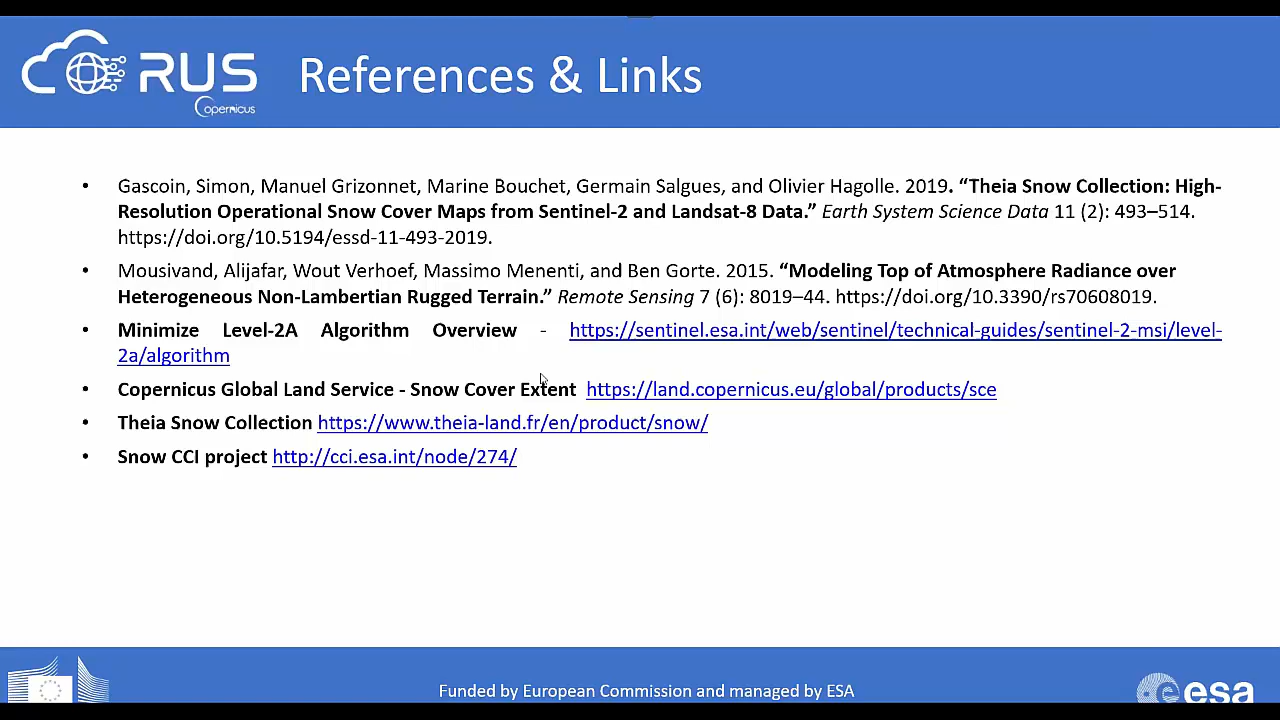 RUS
Copernicus
References & Links
• Gascoin, Simon, Manuel Grizonnet, Marine Bouchet, Germain Salgues, and Olivier Hagolle. 2019. “Theia Snow Collection: High-
Resolution Operational Snow Cover Maps from Sentinel-2 and Landsat-8 Data.” Earth System Science Data 11 (2): 493–514.
https://doi.org/10.5194/essd-11-493-2019.
• Mousivand, Alijafar, Wout Verhoef, Massimo Menenti, and Ben Gorte. 2015. “Modeling Top of Atmosphere Radiance over
Heterogeneous Non-Lambertian Rugged Terrain.” Remote Sensing 7 (6): 8019–44. https://doi.org/10.3390/rs70608019.
• Minimize Level-2A Algorithm Overview - https://sentinel.esa.int/web/sentinel/technical-guides/sentinel-2-msi/level-
2a/algorithm
• Copernicus Global Land Service - Snow Cover Extent https://land.copernicus.eu/global/products/sce
• Theia Snow Collection https://www.theia-land.fr/en/product/snow/
• Snow CCI project http://cci.esa.int/node/274/
Funded by European Commission and managed by ESA
esa